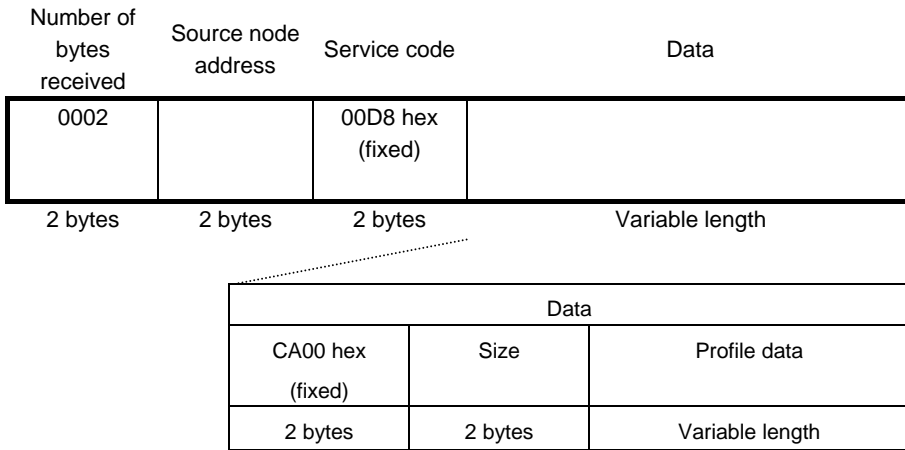 Number of
bytes
received
Source node
address
Service code
Data
0002
00D8 hex
(fixed)
2 bytes
2 bytes
2 bytes
Variable length
Data
CA00 hex
(fixed)
Size
Profile data
2 bytes
2 bytes
Variable length